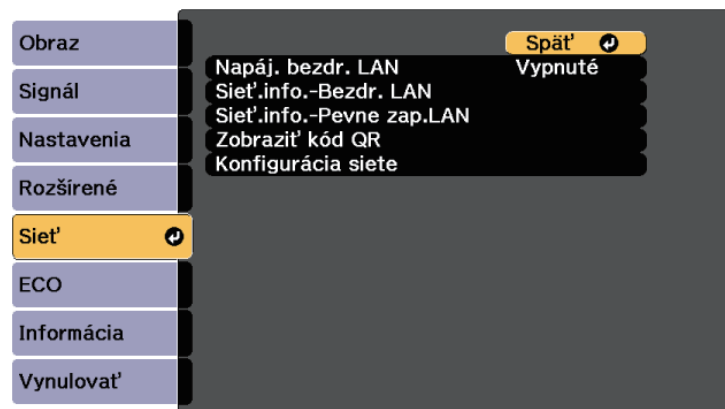 Obraz
Signál
Nastavenia
Rozšírené
Sieť
ECO
Informácia
Vynulovať
Späť
Napáj. bezdr. LAN Vypnuté
Sieť.info.-Bezdr. LAN
Sieť.info.-Pevne zap.LAN
Zobraziť kód QR
Konfigurácia siete